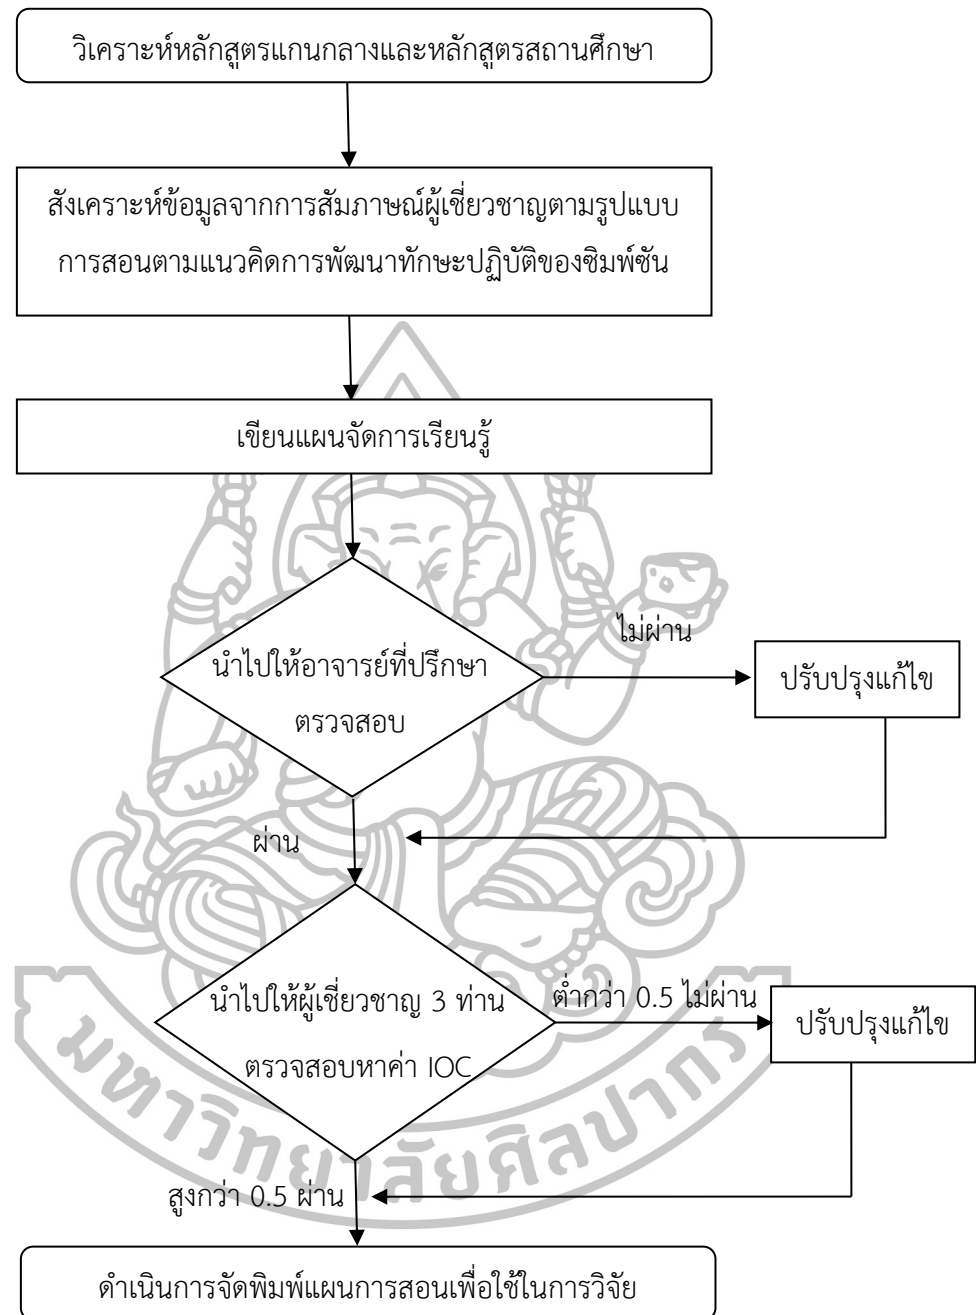 วิเคราะห์หลักสูตรแกนกลางและหลักสูตรสถานศึกษา
สังเคราะห์ข้อมูลจากการสัมภาษณ์ผู้เชี่ยวชาญตามรูปแบบ
การสอนตามแนวคิดการพัฒนาทักษะปฏิบัติของซิมพ์ซัน
เขียนแผนจัดการเรียนรู้
ไม่ผ่าน
นำไปให้อาจารย์ที่ปรึกษา
ตรวจสอบ
ปรับปรุงแก้ไข
ผ่าน
นำไปให้ผู้เชี่ยวชาญ 3 ท่าน
ตรวจสอบหาค่า IOC
ต่ำกว่า 0.5 ไม่ผ่าน
ปรับปรุงแก้ไข
มหาวิทยาลัยศิลปากร
สูงกว่า 0.5 ผ่าน
ดำเนินการจัดพิมพ์แผนการสอนเพื่อใช้ในการวิจัย